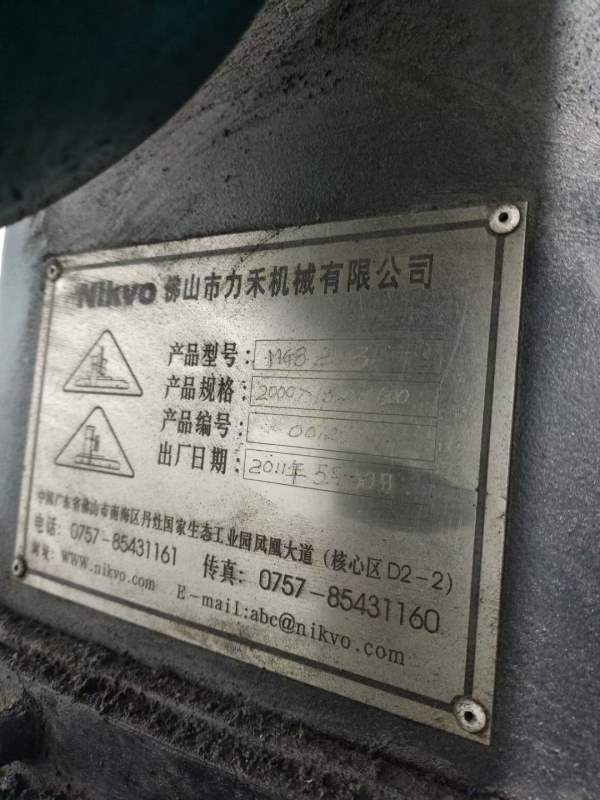 Nikvo 佛山市力禾机械有限公司
产品型号:
产品规格:
产品编号:
出厂日期: 2011年
中国广东省佛山市南海区丹灶国家生态工业园凤凰大道（核心区D2-2）
电话: 0757-85431161 传真: 0757-85431160
网址: www.nikvo.com E-mail:abc@nikvo.com